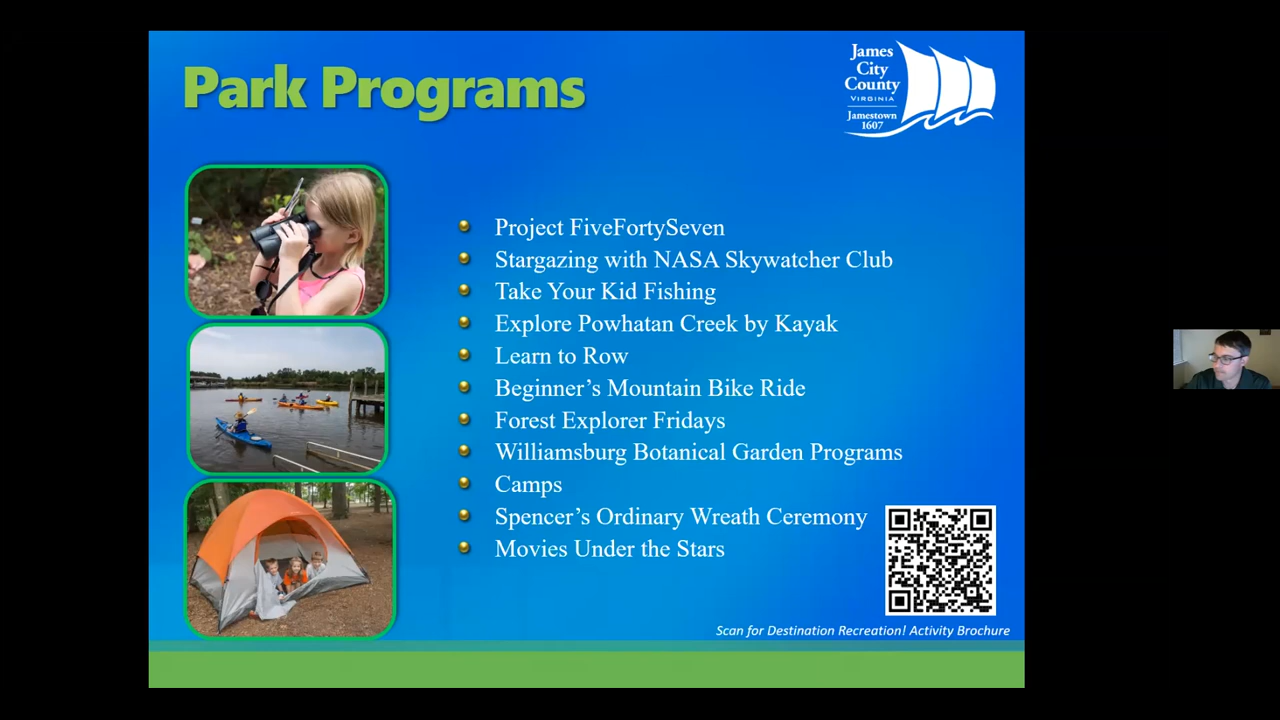 Park Programs
James
City
County
VIRGINIA
Jamestown
1607
Project FiveFortySeven
Stargazing with NASA Skywatcher Club
Take Your Kid Fishing
Explore Powhatan Creek by Kayak
Learn to Row
Beginner’s Mountain Bike Ride
Forest Explorer Fridays
Williamsburg Botanical Garden Programs
Camps
Spencer’s Ordinary Wreath Ceremony
Movies Under the Stars
Scan for Destination Recreation! Activity Brochure